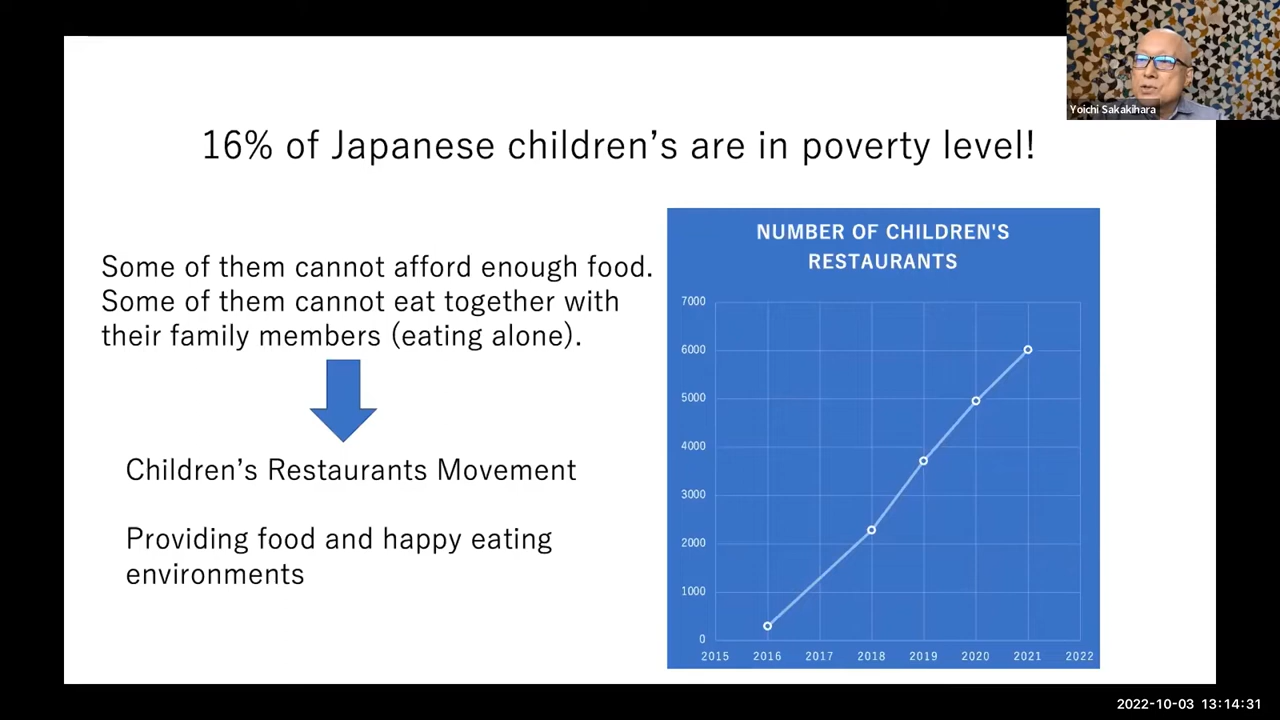 Yoichi Sakakihara
16% of Japanese children's are in poverty level!
Some of them cannot afford enough food.
Some of them cannot eat together with
their family members (eating alone).
Children's Restaurants Movement
Providing food and happy eating
environments
NUMBER OF CHILDREN'S
RESTAURANTS
7000
6000
5000
4000
3000
2000
1000
0
2015 2016 2017 2018 2019 2020 2021 2022
2022-10-03 13:14:31